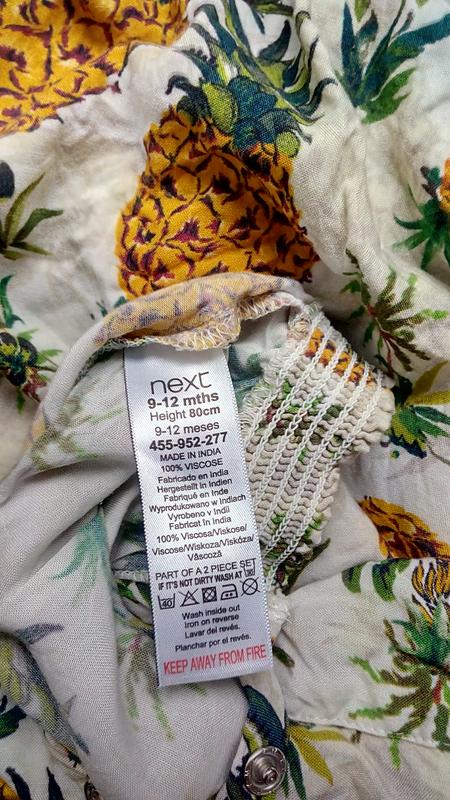 next
9-12 mths
Height 80cm
9-12 meses
455-952-277
MADE IN INDIA
100% VISCOSE
Fabricado en India
Hergestellt in Indien
Fabriqué en Inde
Wyprodukowano w Indiach
Vyrobeno v Indii
Fabricat în India
100% Viscosa/Viskose/
Viscose/Wiskoza/Viskóza/
Vâscoză
PART OF A 2 PIECE SET
IF IT'S NOT DIRTY WASH AT 30
40
Wash inside out
Iron on reverse
Lavar del revés.
Planchar por el revés.
KEEP AWAY FROM FIRE